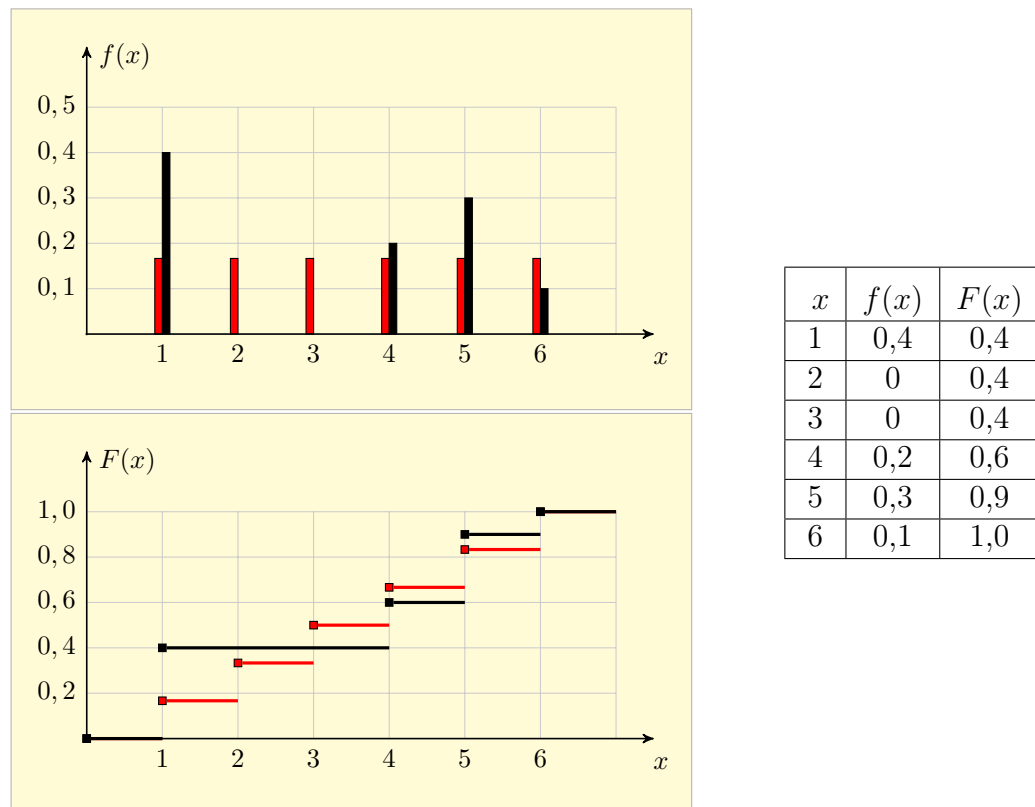 f(x)
0, 5
0, 4
0, 3
0, 2
0, 1
1 2 3 4 5 6 x
F(x)
1, 0
0, 8
0, 6
0, 4
0, 2
1 2 3 4 5 6 x
x f(x) F(x)
1 0,4 0,4
2 0 0,4
3 0 0,4
4 0,2 0,6
5 0,3 0,9
6 0,1 1,0